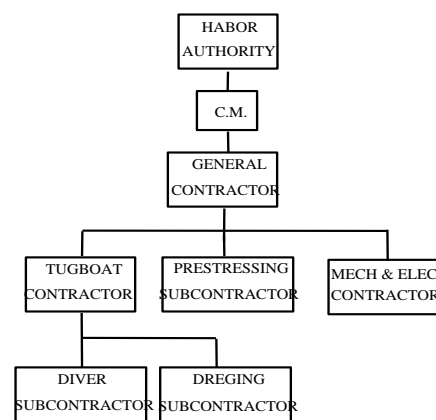 HABOR
AUTHORITY
C.M.
GENERAL
CONTRACTOR
TUGBOAT
CONTRACTOR
PRESTRESSING
SUBCONTRACTOR
MECH & ELEC
CONTRACTOR
DIVER
SUBCONTRACTOR
DREGING
SUBCONTRACTOR